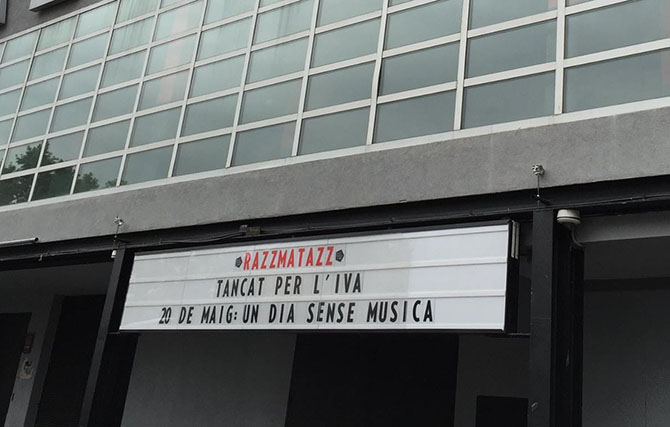 RAZZMATAZZ
TANCAT PER L'IVA
20 DE MAIG: UN DIA SENSE MUSICA